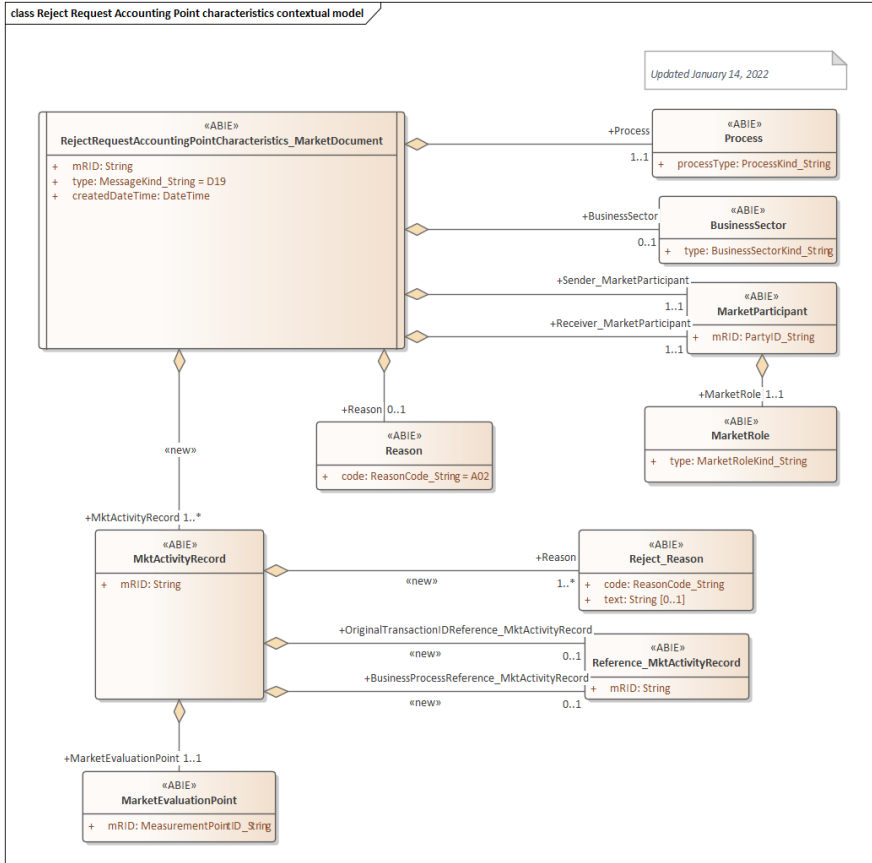 class Reject Request Accounting Point characteristics contextual model
Updated January 14, 2022
«ABIE»
RejectRequestAccountingPointCharacteristics_MarketDocument
+ mRID: String
+ type: MessageKind_String = D19
+ createdDateTime: DateTime
+Process
1..1
«ABIE»
Process
+ processType: ProcessKind_String
+BusinessSector
0..1
«ABIE»
BusinessSector
+ type: BusinessSectorKind_String
+Sender_MarketParticipant
1..1
+Receiver_MarketParticipant
1..1
«ABIE»
MarketParticipant
+ mRID: PartyID_String
+MarketRole 1..1
«ABIE»
MarketRole
+ type: MarketRoleKind_String
+Reason 0..1
«ABIE»
Reason
+ code: ReasonCode_String = A02
«new»
+MktActivityRecord 1..*
«ABIE»
MktActivityRecord
+ mRID: String
+Reason
«new»
1..*
«ABIE»
Reject_Reason
+ code: ReasonCode_String
+ text: String [0..1]
+OriginalTransactionIDReference_MktActivityRecord
«new»
0..1
+BusinessProcessReference_MktActivityRecord
«new»
0..1
«ABIE»
Reference_MktActivityRecord
+ mRID: String
+MarketEvaluationPoint 1..1
«ABIE»
MarketEvaluationPoint
+ mRID: MeasurementPointID_String